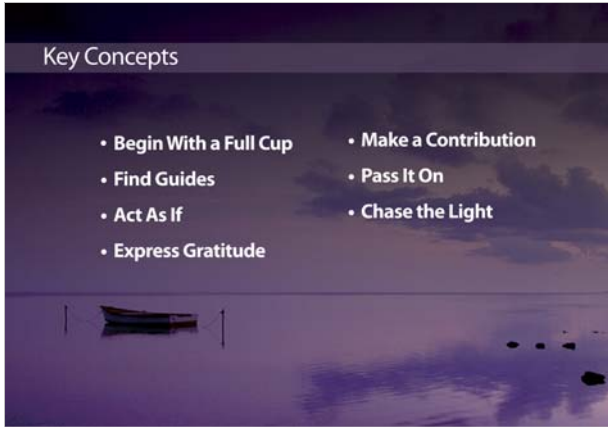 Key Concepts
• Begin With a Full Cup
• Find Guides
• Act As If
• Express Gratitude
• Make a Contribution
• Pass It On
• Chase the Light